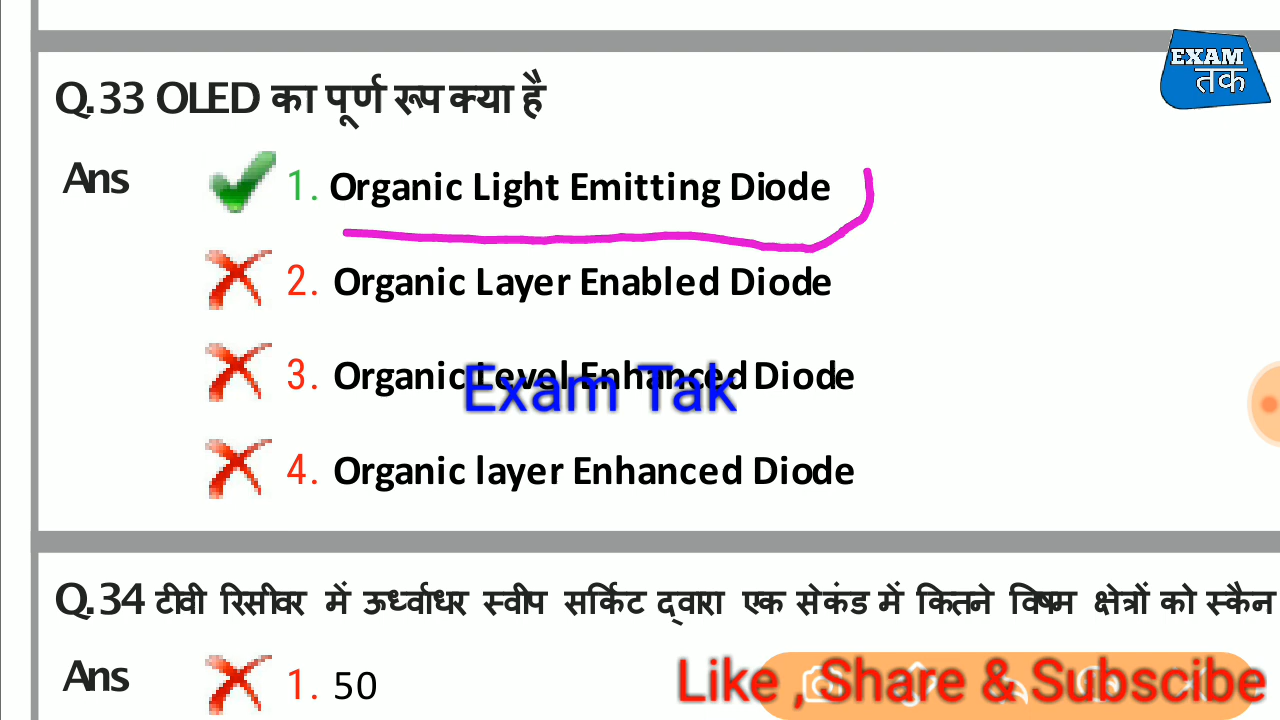 EXAM
तक
Q.33 OLED का पूर्ण रूप क्या है
Ans
1. Organic Light Emitting Diode
2. Organic Layer Enabled Diode
3. Organic Level Enhanced Diode
Exam Tak
4. Organic layer Enhanced Diode
Q.34 टीवी रिसीवर में ऊर्ध्वाधर स्वीप सर्किट द्वारा एक सेकंड में कितने विषम क्षेत्रों को स्कैन
Ans
1. 50
Like , Share & Subscibe